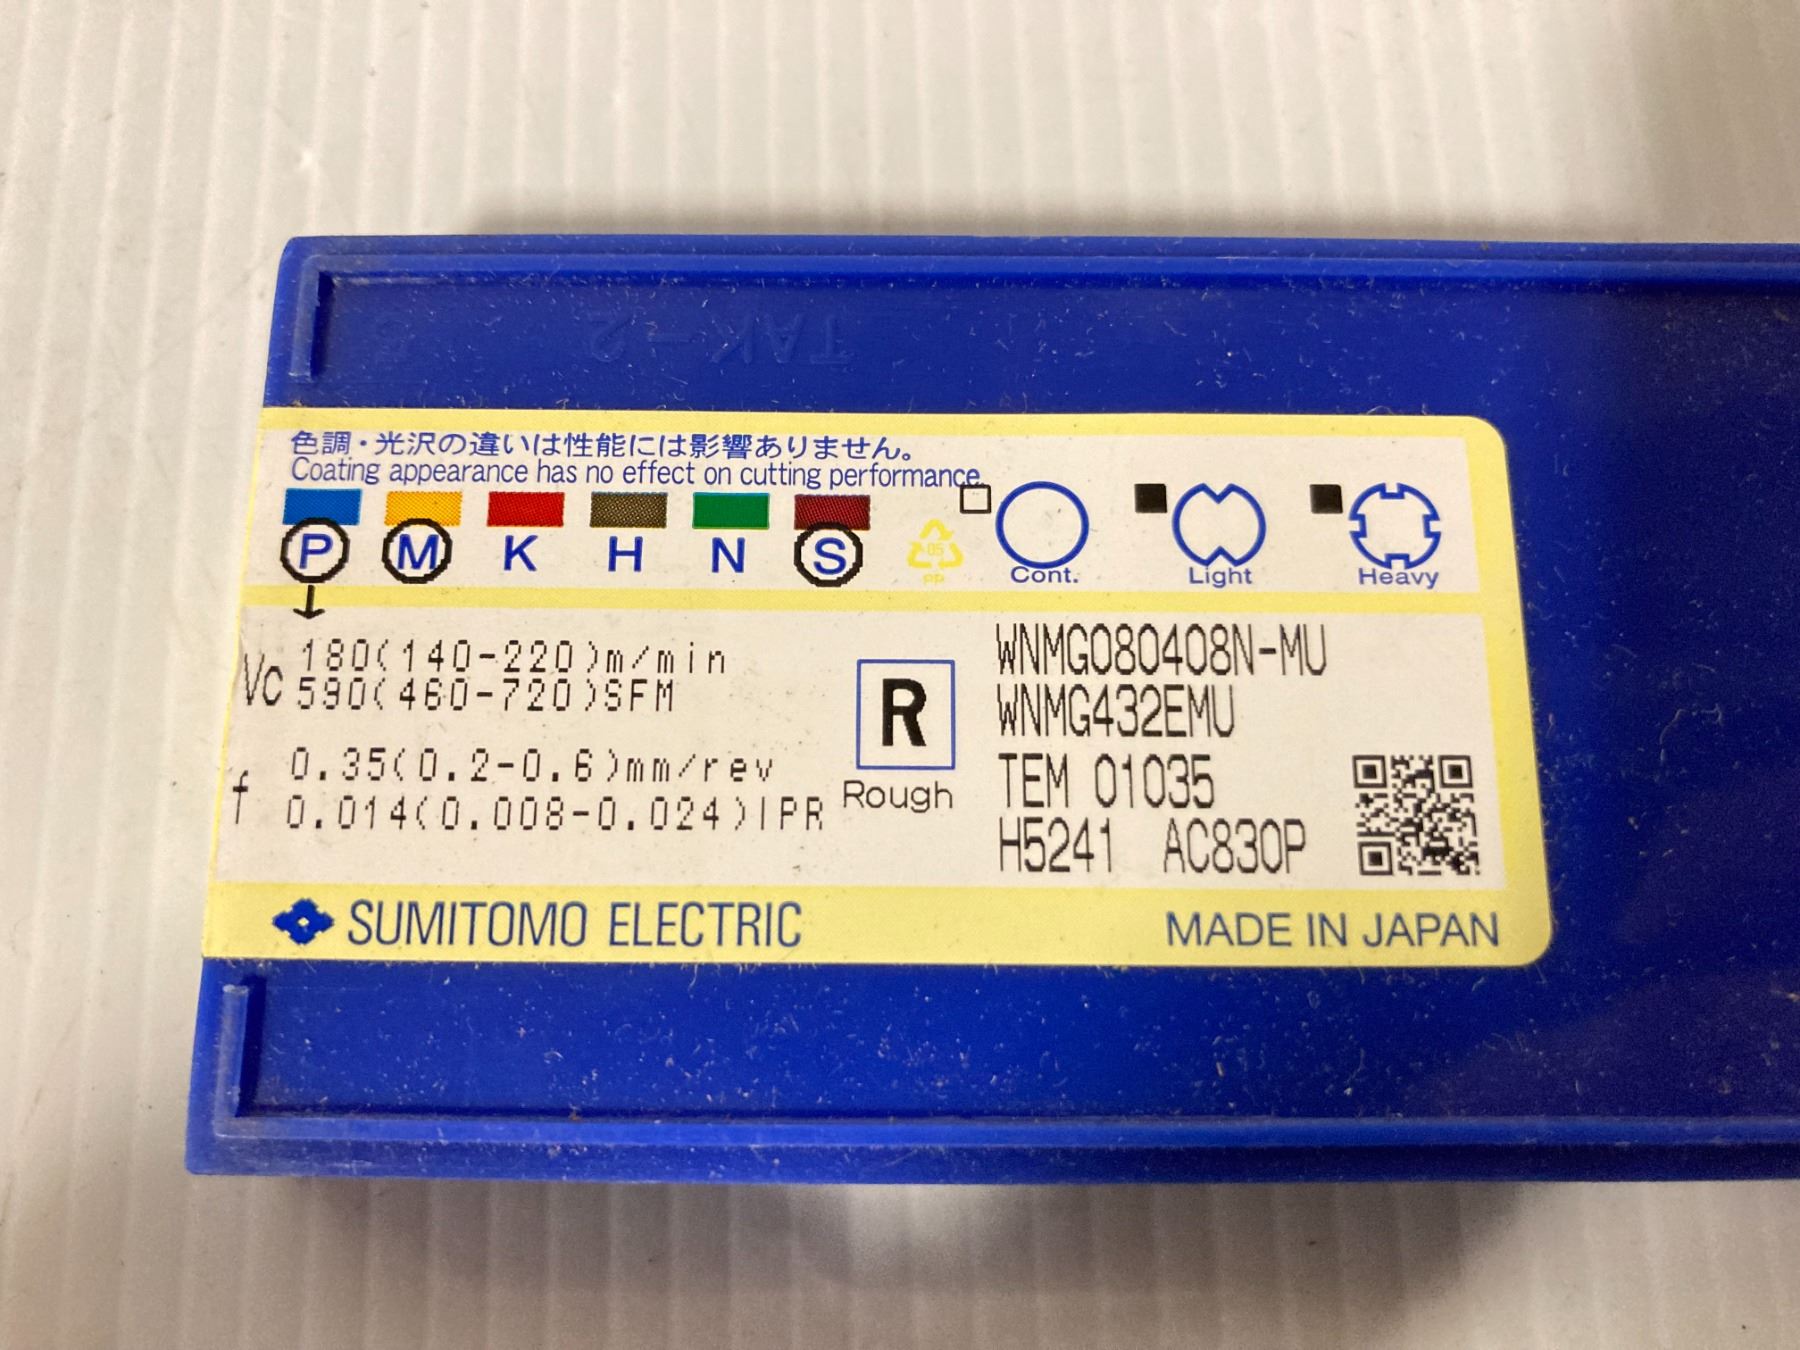 TAK-2
色調・光沢の違いは性能には影響ありません。
Coating appearance has no effect on cutting performance.
P M K H N S
05
PP
Cont. Light Heavy
Vc 180(140-220)m/min
590(460-720)SFM
f 0.35(0.2-0.6)mm/rev
0.014(0.008-0.024)IPR
R
Rough
WNMG080408N-MU
WNMG432EMU
TEM 01035
H5241 AC830P
SUMITOMO ELECTRIC
MADE IN JAPAN